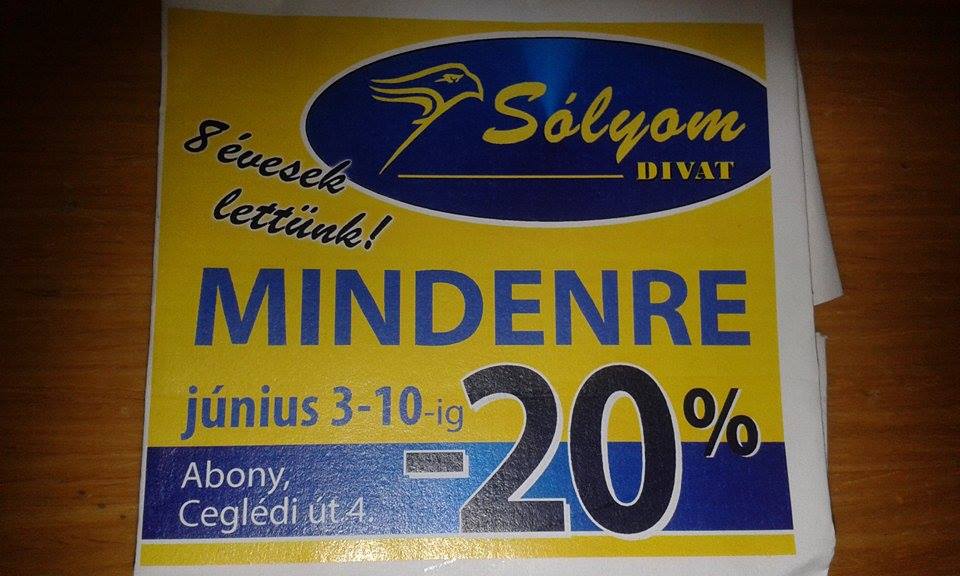 Sólyom
DIVAT
8 évesek
lettünk!
MINDENRE
június 3-10-ig
-20%
Abony,
Ceglédi út 4.